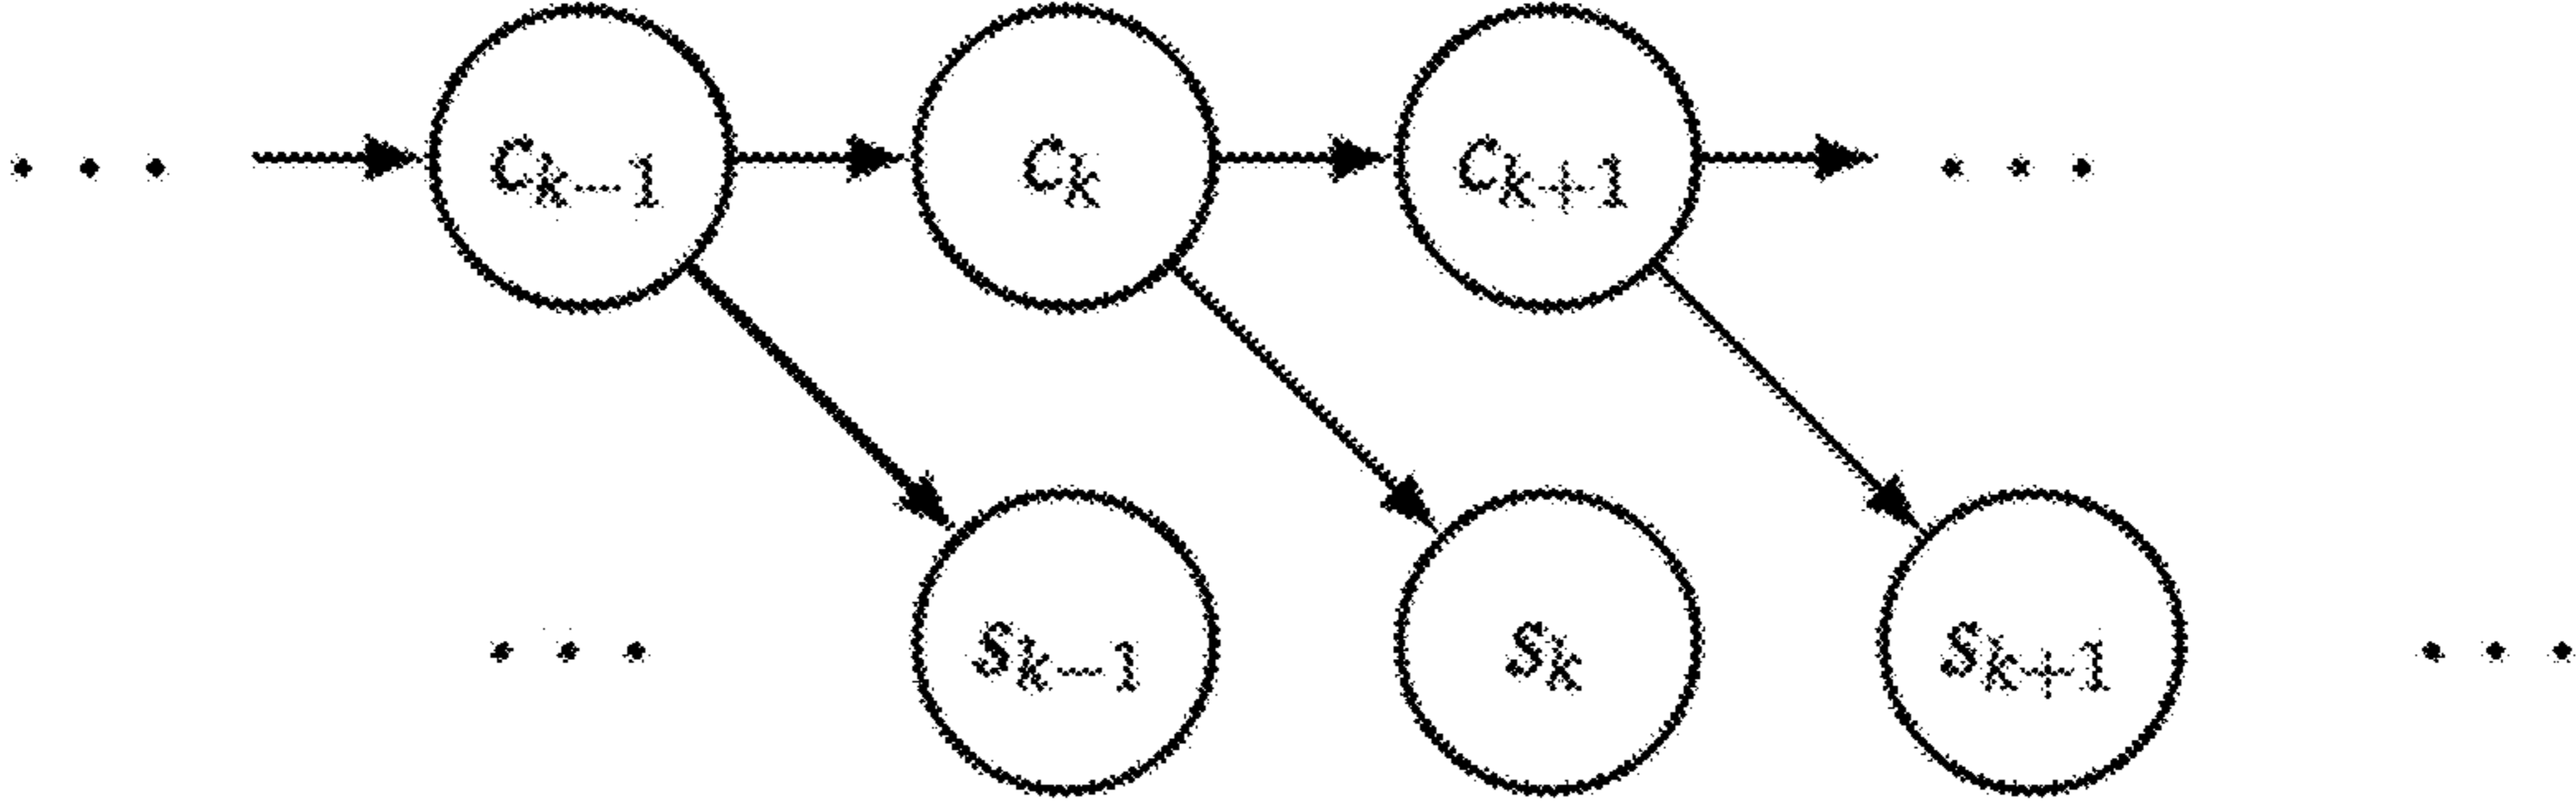 . . . c_{k-1} c_k c_{k+1} . . .
. . . s_{k-1} s_k s_{k+1} . . .